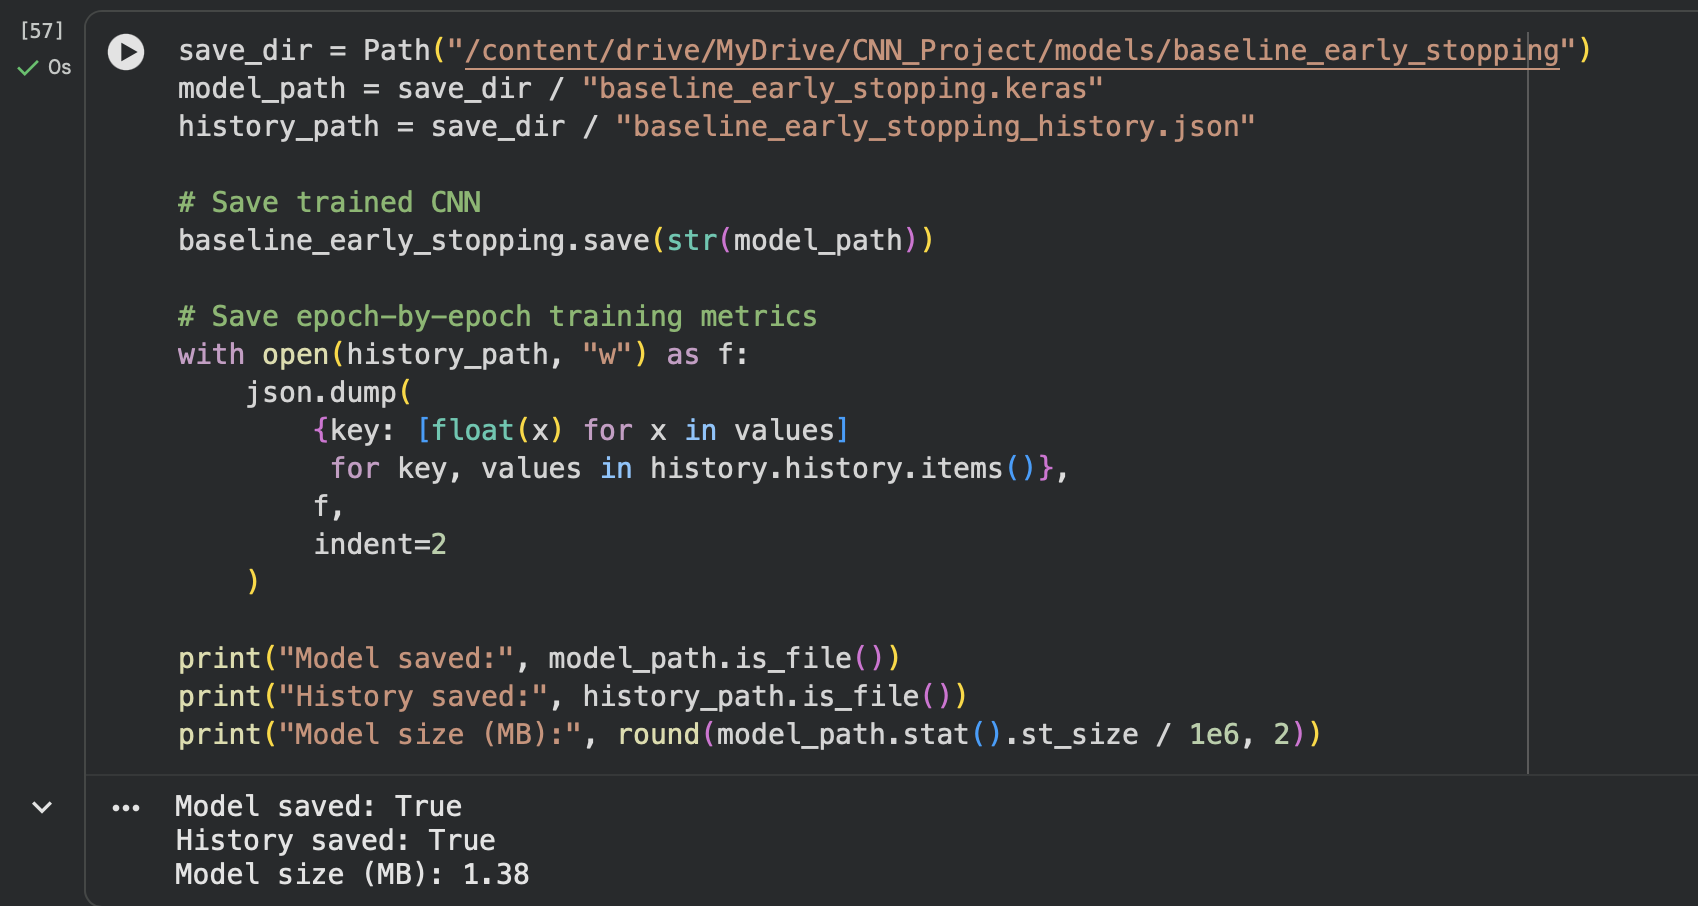 [57]
0s
save_dir = Path("/content/drive/MyDrive/CNN_Project/models/baseline_early_stopping")
model_path = save_dir / "baseline_early_stopping.keras"
history_path = save_dir / "baseline_early_stopping_history.json"

# Save trained CNN
baseline_early_stopping.save(str(model_path))

# Save epoch-by-epoch training metrics
with open(history_path, "w") as f:
    json.dump(
        {key: [float(x) for x in values]
         for key, values in history.history.items()},
        f,
        indent=2
    )

print("Model saved:", model_path.is_file())
print("History saved:", history_path.is_file())
print("Model size (MB):", round(model_path.stat().st_size / 1e6, 2))
Model saved: True
History saved: True
Model size (MB): 1.38